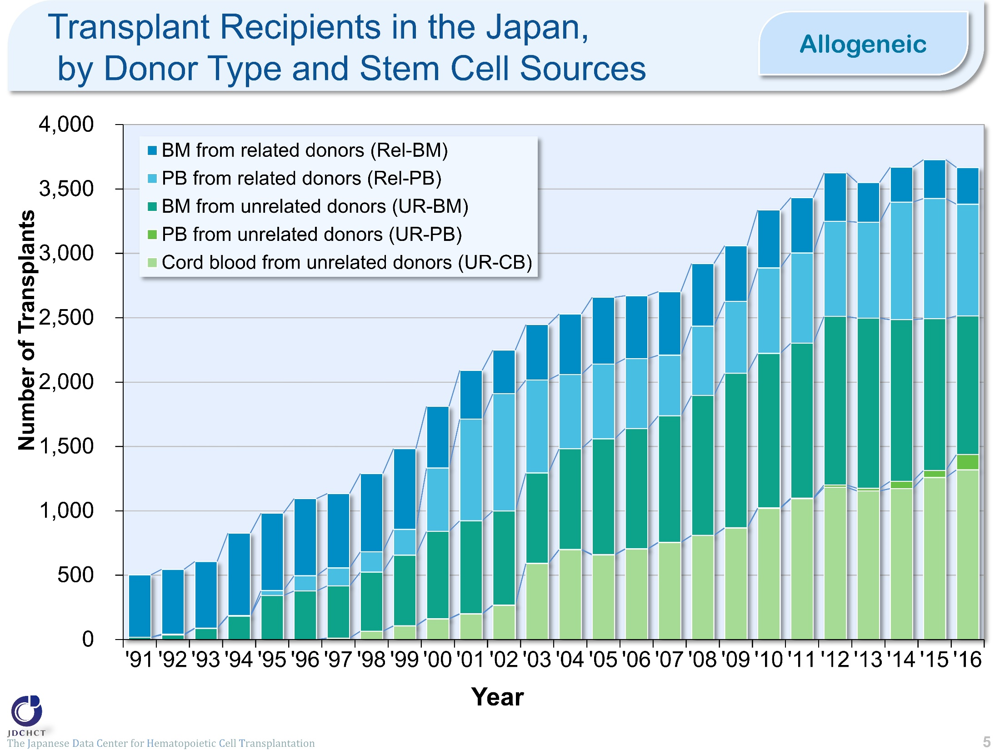 Transplant Recipients in the Japan,
by Donor Type and Stem Cell Sources
Allogeneic
4,000
3,500
3,000
2,500
2,000
1,500
1,000
500
0
Number of Transplants
BM from related donors (Rel-BM)
PB from related donors (Rel-PB)
BM from unrelated donors (UR-BM)
PB from unrelated donors (UR-PB)
Cord blood from unrelated donors (UR-CB)
'91 '92 '93 '94 '95 '96 '97 '98 '99 '00 '01 '02 '03 '04 '05 '06 '07 '08 '09 '10 '11 '12 '13 '14 '15 '16
Year
JDCHCT
The Japanese Data Center for Hematopoietic Cell Transplantation
5